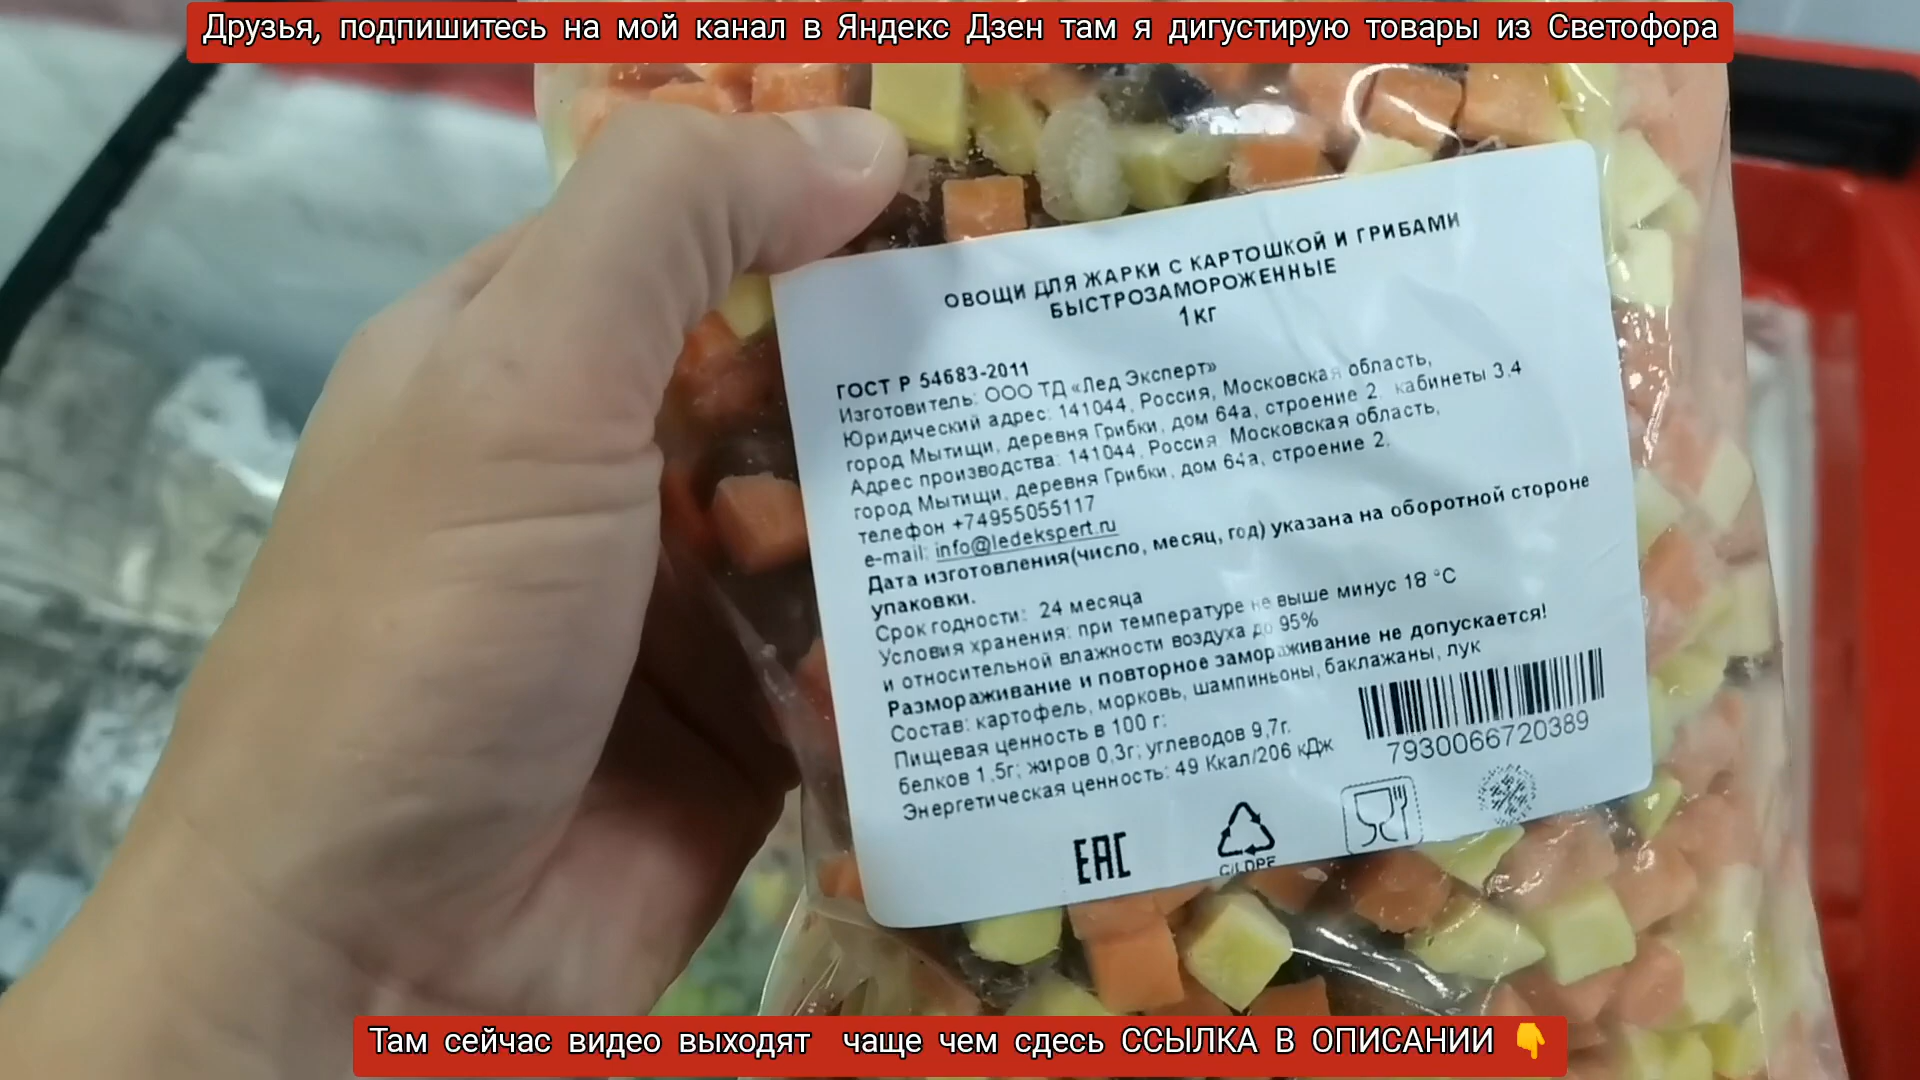 Друзья, подпишитесь на мой канал в Яндекс Дзен там я дигустирую товары из Светофора
ОВОЩИ ДЛЯ ЖАРКИ С КАРТОШКОЙ И ГРИБАМИ
БЫСТРОЗАМОРОЖЕННЫЕ
1кг
ГОСТ Р 54683-2011
Изготовитель: ООО ТД «Лед Эксперт»
Юридический адрес: 141044, Россия, Московская область,
город Мытищи, деревня Грибки, дом 64а, строение 2, кабинеты 3,4
Адрес производства: 141044, Россия, Московская область,
город Мытищи, деревня Грибки, дом 64а, строение 2.
телефон +74955055117
e-mail: info@ledekspert.ru
Дата изготовления(число, месяц, год) указана на оборотной стороне
упаковки.
Срок годности: 24 месяца
Условия хранения: при температуре не выше минус 18 °С
и относительной влажности воздуха до 95%
Размораживание и повторное замораживание не допускается!
Состав: картофель, морковь, шампиньоны, баклажаны, лук
Пищевая ценность в 100 г:
белков 1,5г; жиров 0,3г; углеводов 9,7г.
Энергетическая ценность: 49 Ккал/206 кДж
7930066720389
EAC
C/LDPE
Там сейчас видео выходят чаще чем сдесь ССЫЛКА В ОПИСАНИИ 👇